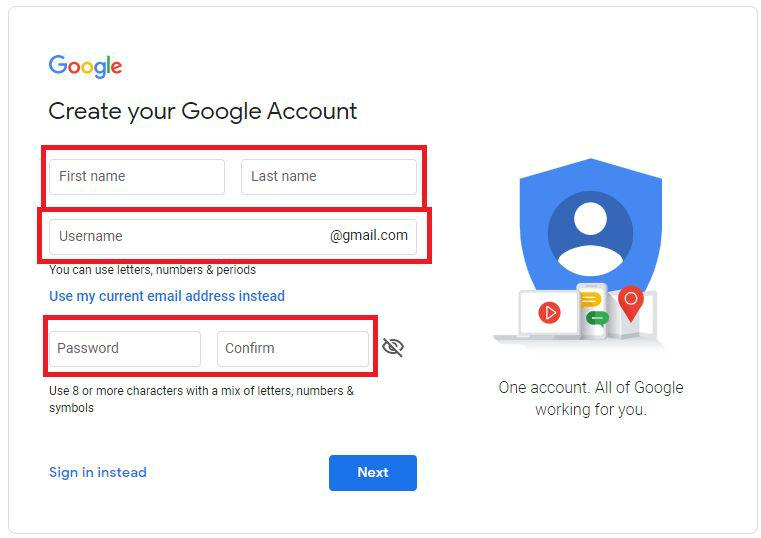 Google
Create your Google Account
First name Last name
Username @gmail.com
You can use letters, numbers & periods
Use my current email address instead
Password Confirm
Use 8 or more characters with a mix of letters, numbers &
symbols
One account. All of Google
working for you.
Sign in instead Next